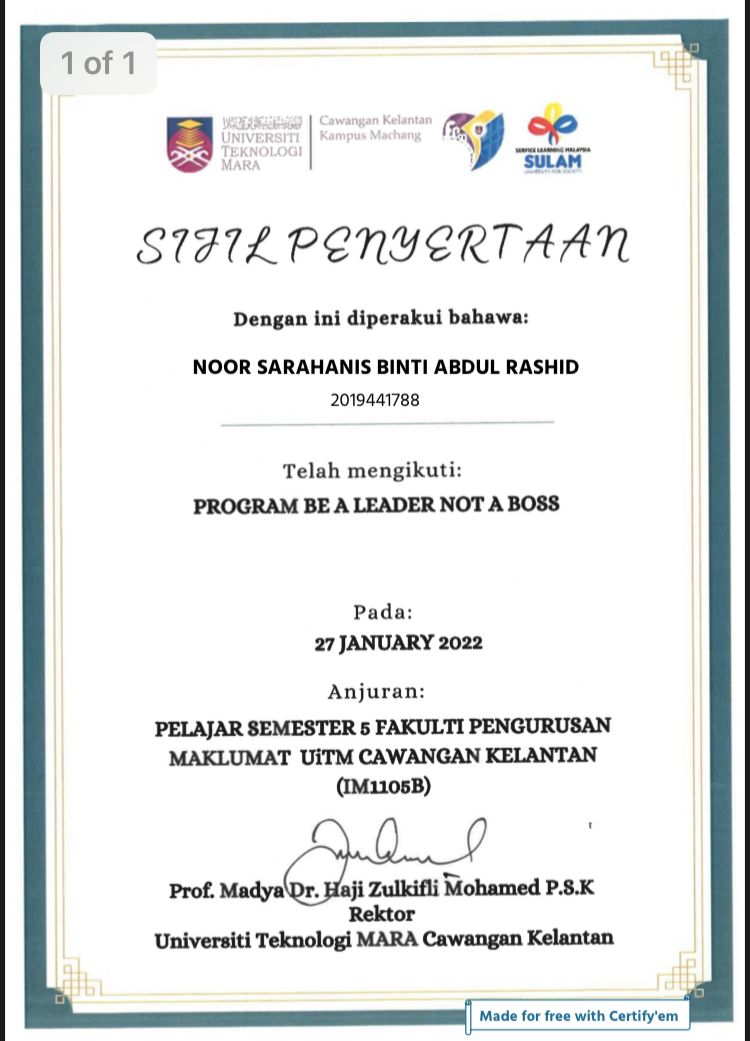 1 of 1
UNIVERSITI
TEKNOLOGI
MARA
Cawangan Kelantan
Kampus Machang
SERVICE LEARNING MALAYSIA
SULAM
UNIVERSITY FOR SOCIETY
SIJIL PENYERTAAN
Dengan ini diperakui bahawa:
NOOR SARAHANIS BINTI ABDUL RASHID
2019441788
Telah mengikuti:
PROGRAM BE A LEADER NOT A BOSS
Pada:
27 JANUARY 2022
Anjuran:
PELAJAR SEMESTER 5 FAKULTI PENGURUSAN
MAKLUMAT UiTM CAWANGAN KELANTAN
(IM1105B)
Prof. Madya Dr. Haji Zulkifli Mohamed P.S.K
Rektor
Universiti Teknologi MARA Cawangan Kelantan
Made for free with Certify'em